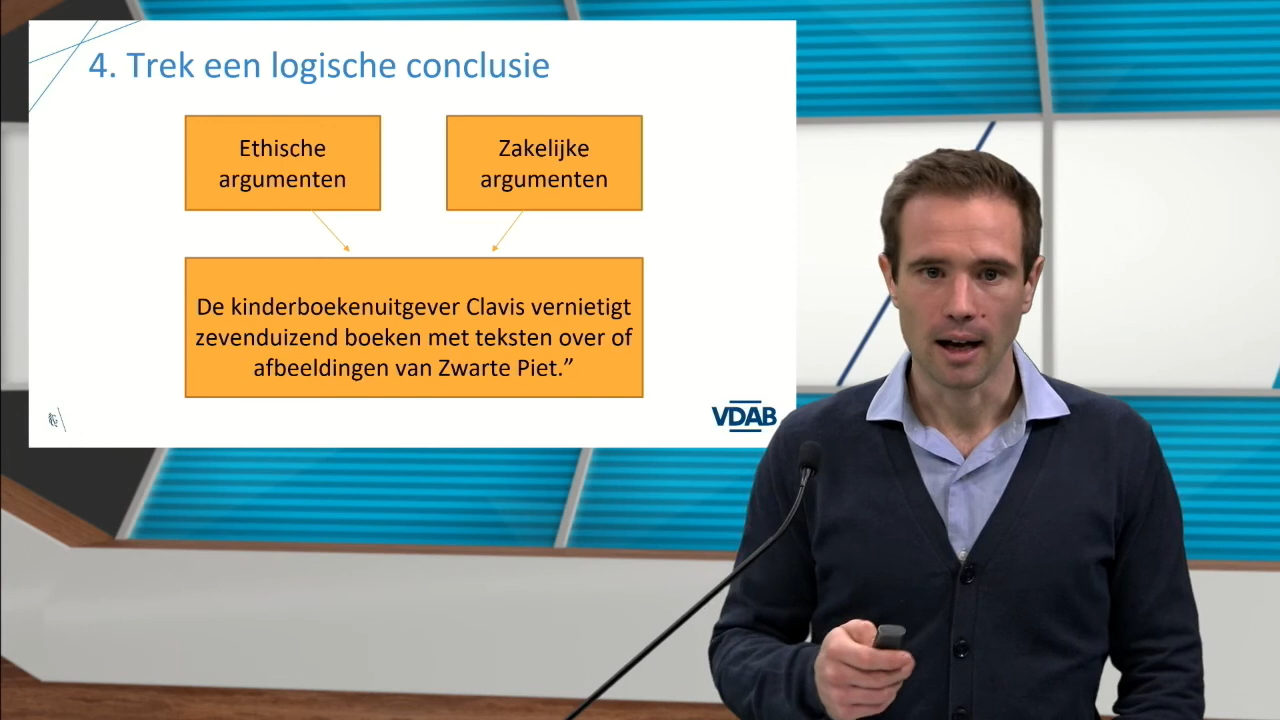 4. Trek een logische conclusie
Ethische
argumenten
Zakelijke
argumenten
De kinderboekenuitgever Clavis vernietigt
zevenduizend boeken met teksten over of
afbeeldingen van Zwarte Piet.”
VDAB